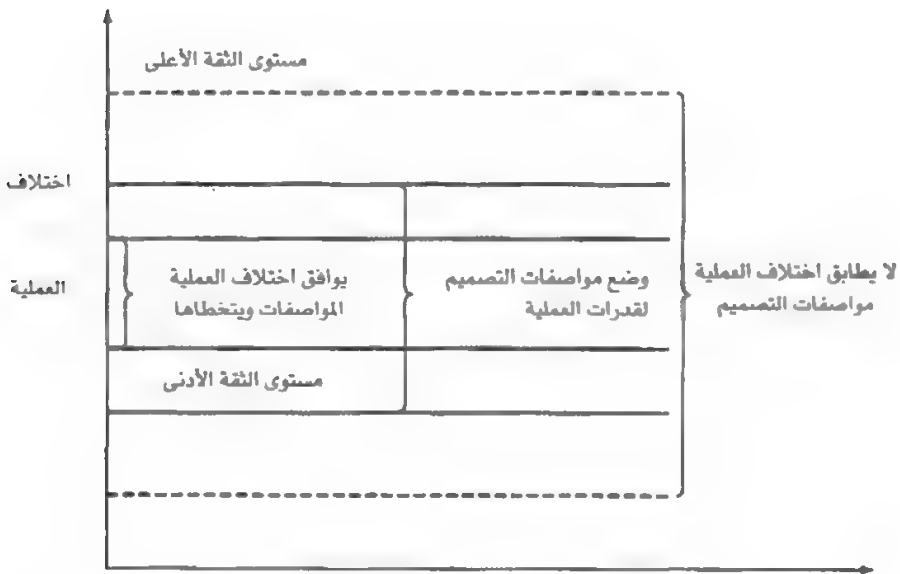 مستوى الثقة الأعلى
اختلاف
العملية
يوافق اختلاف العملية
المواصفات ويتخطاها
وضع مواصفات التصميم
لقدرات العملية
لا يطابق اختلاف العملية
مواصفات التصميم
مستوى الثقة الأدنى